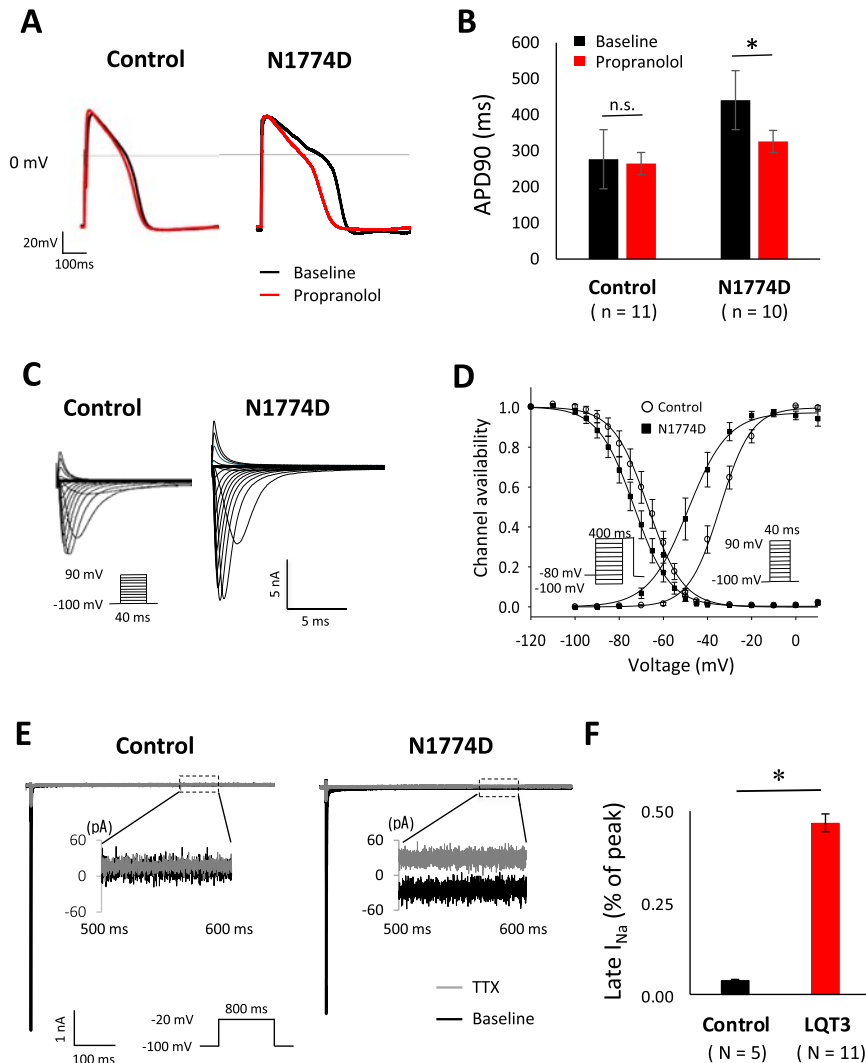 A
Control
N1774D
0 mV
20mV
100ms
Baseline
Propranolol
B
600
500
400
300
200
100
0
APD90 (ms)
Baseline
Propranolol
n.s.
*
Control
( n = 11)
N1774D
( n = 10)
C
Control
N1774D
90 mV
-100 mV
40 ms
5 nA
5 ms
D
Channel availability
1.0
0.8
0.6
0.4
0.2
0.0
Control
N1774D
400 ms
-80 mV
-100 mV
40 ms
90 mV
-100 mV
-120 -100 -80 -60 -40 -20 0
Voltage (mV)
E
Control
(pA)
60
0
-60
500 ms 600 ms
1 nA
100 ms
-20 mV
-100 mV
800 ms
N1774D
(pA)
60
0
-60
500 ms 600 ms
TTX
Baseline
F
Late INa (% of peak)
0.50
0.25
0.00
*
Control
( N = 5)
LQT3
( N = 11)